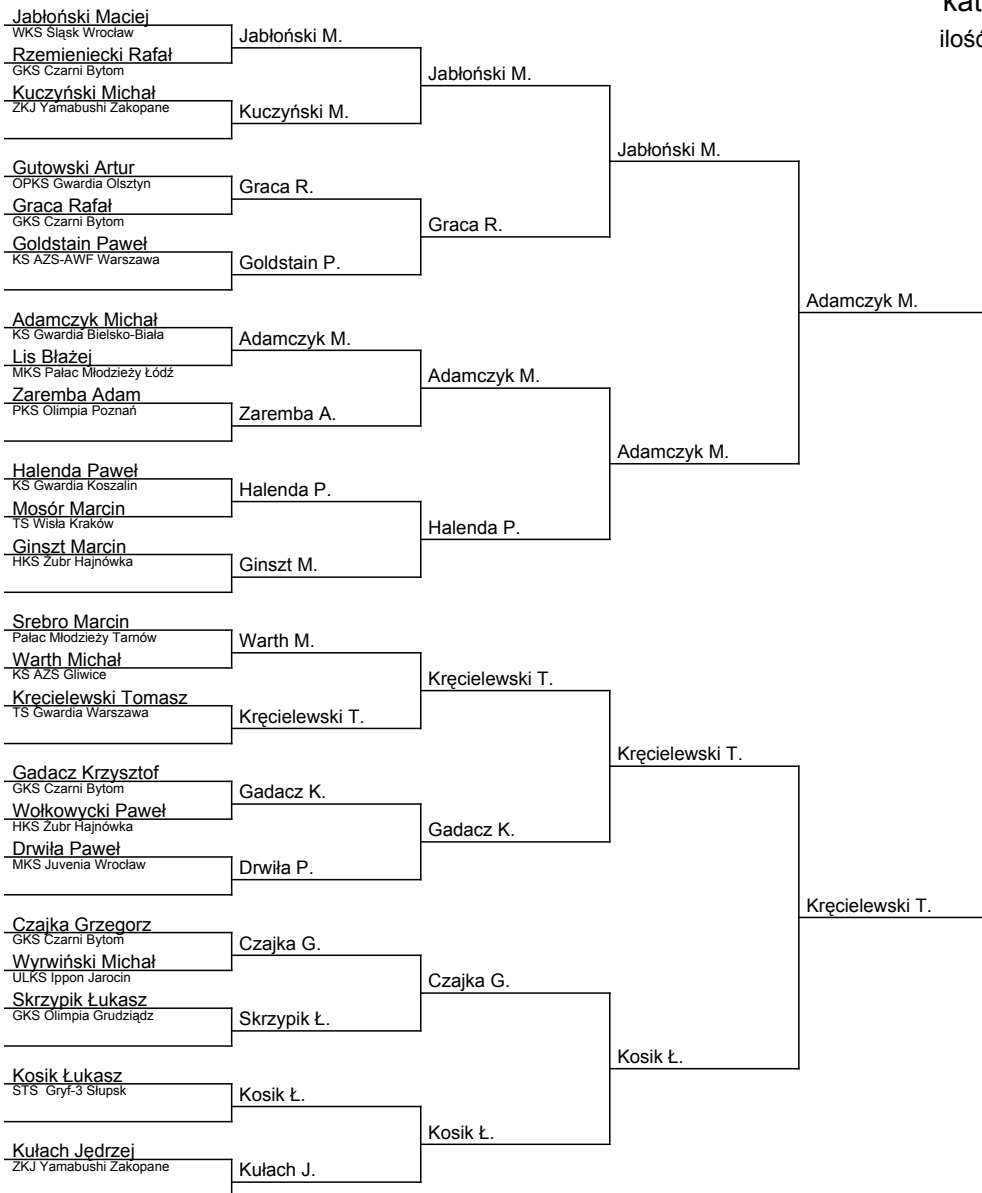 kat
ilość
Jabłoński Maciej
WKS Śląsk Wrocław
Rzemieniecki Rafał
GKS Czarni Bytom
Kuczyński Michał
ZKJ Yamabushi Zakopane
Gutowski Artur
OPKS Gwardia Olsztyn
Graca Rafał
GKS Czarni Bytom
Goldstain Paweł
KS AZS-AWF Warszawa
Adamczyk Michał
KS Gwardia Bielsko-Biała
Lis Błażej
MKS Pałac Młodzieży Łódź
Zaremba Adam
PKS Olimpia Poznań
Halenda Paweł
KS Gwardia Koszalin
Mosór Marcin
TS Wisła Kraków
Ginszt Marcin
HKS Żubr Hajnówka
Srebro Marcin
Pałac Młodzieży Tarnów
Warth Michał
KS AZS Gliwice
Kręcielewski Tomasz
TS Gwardia Warszawa
Gadacz Krzysztof
GKS Czarni Bytom
Wołkowycki Paweł
HKS Żubr Hajnówka
Drwiła Paweł
MKS Juvenia Wrocław
Czajka Grzegorz
GKS Czarni Bytom
Wyrwiński Michał
ULKS Ippon Jarocin
Skrzypik Łukasz
GKS Olimpia Grudziądz
Kosik Łukasz
STS Gryf-3 Słupsk
Kułach Jędrzej
ZKJ Yamabushi Zakopane
Jabłoński M.
Kuczyński M.
Graca R.
Goldstain P.
Adamczyk M.
Zaremba A.
Halenda P.
Ginszt M.
Warth M.
Kręcielewski T.
Gadacz K.
Drwiła P.
Czajka G.
Skrzypik Ł.
Kosik Ł.
Kułach J.
Jabłoński M.
Graca R.
Adamczyk M.
Halenda P.
Kręcielewski T.
Gadacz K.
Czajka G.
Kosik Ł.
Jabłoński M.
Adamczyk M.
Kręcielewski T.
Kosik Ł.
Adamczyk M.
Kręcielewski T.